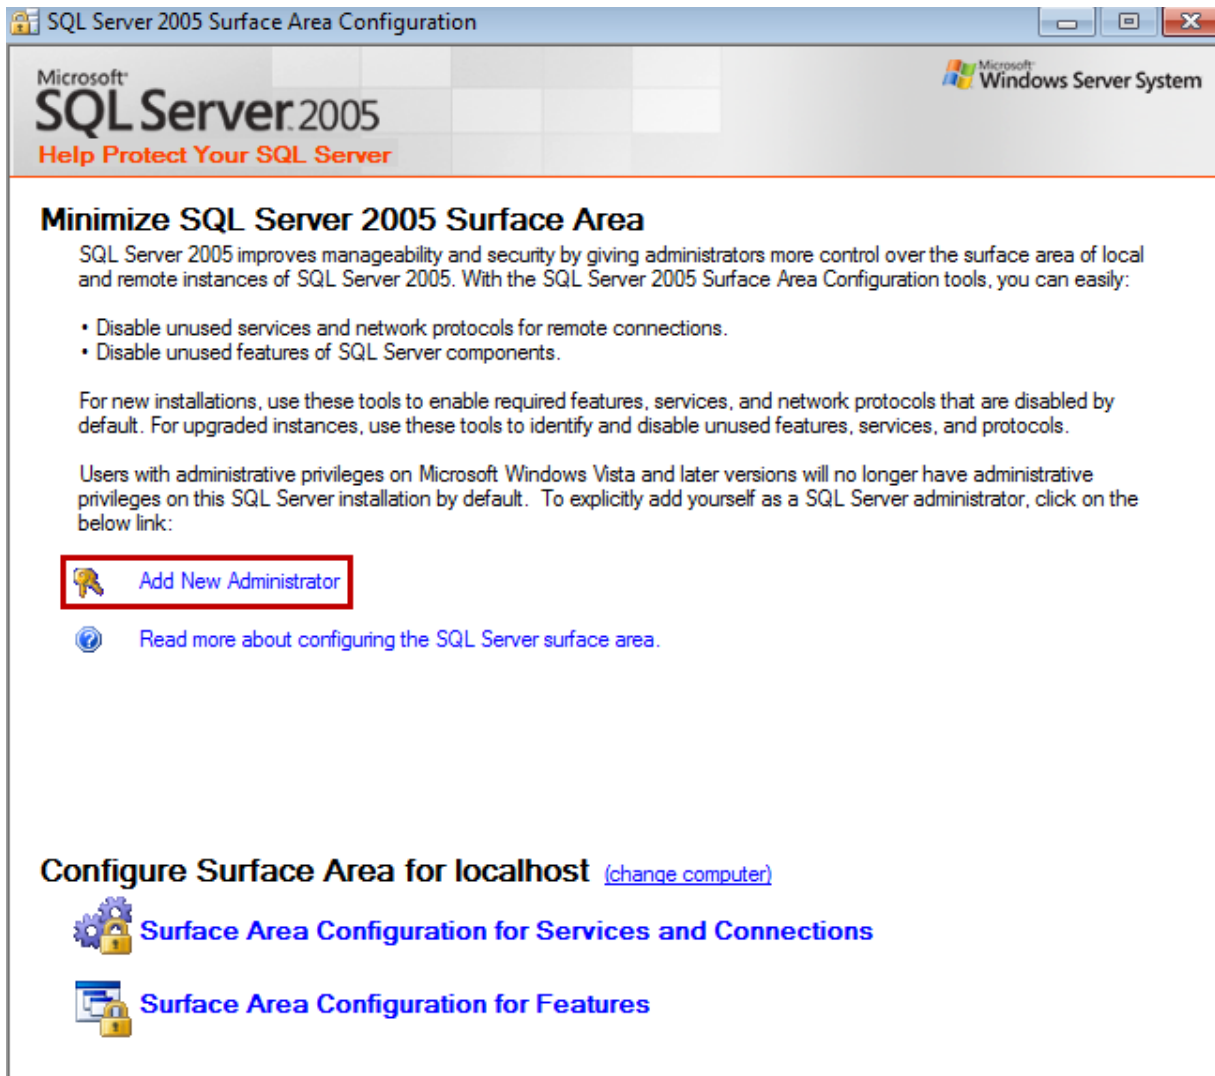 SQL Server 2005 Surface Area Configuration
Microsoft
SQL Server 2005
Help Protect Your SQL Server
Microsoft
Windows Server System
Minimize SQL Server 2005 Surface Area
SQL Server 2005 improves manageability and security by giving administrators more control over the surface area of local
and remote instances of SQL Server 2005. With the SQL Server 2005 Surface Area Configuration tools, you can easily:
• Disable unused services and network protocols for remote connections.
• Disable unused features of SQL Server components.
For new installations, use these tools to enable required features, services, and network protocols that are disabled by
default. For upgraded instances, use these tools to identify and disable unused features, services, and protocols.
Users with administrative privileges on Microsoft Windows Vista and later versions will no longer have administrative
privileges on this SQL Server installation by default.  To explicitly add yourself as a SQL Server administrator, click on the
below link:
Add New Administrator
Read more about configuring the SQL Server surface area.
Configure Surface Area for localhost (change computer)
Surface Area Configuration for Services and Connections
Surface Area Configuration for Features